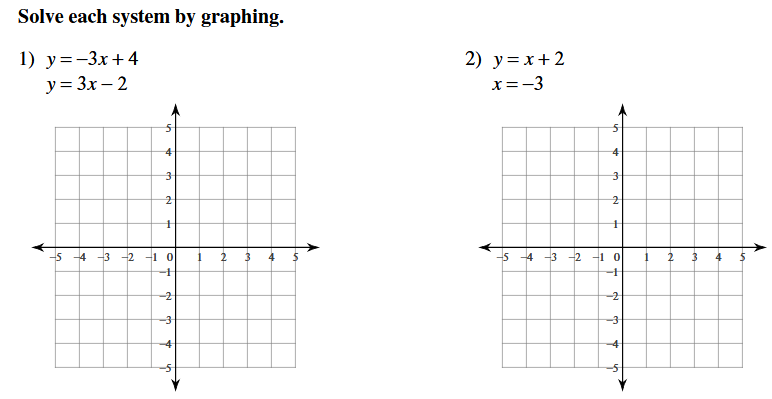 Solve each system by graphing.
1) y = −3x + 4
y = 3x − 2
5
4
3
2
1
−5 −4 −3 −2 −1 0 1 2 3 4 5
−1
−2
−3
−4
−5
2) y = x + 2
x = −3
5
4
3
2
1
−5 −4 −3 −2 −1 0 1 2 3 4 5
−1
−2
−3
−4
−5